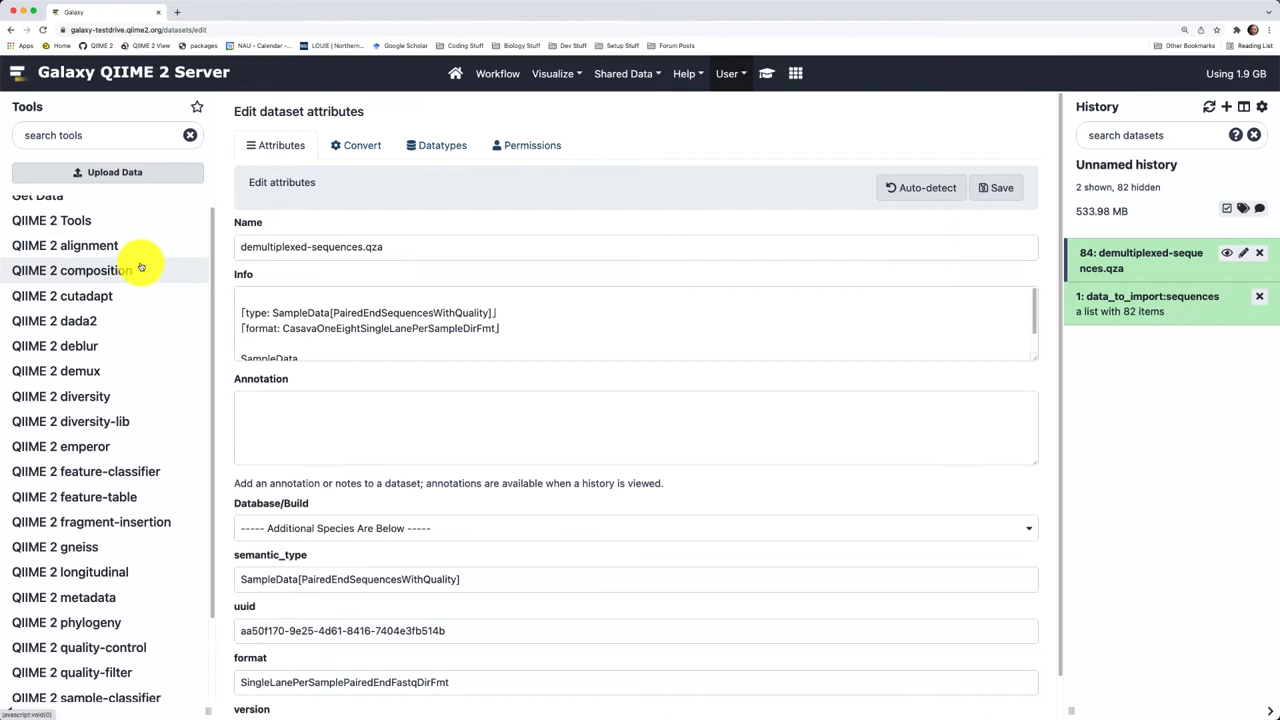 Galaxy
galaxy-testdrive.qiime2.org/datasets/edit
Apps
Home
QIIME 2
QIIME 2 View
packages
NAU - Calendar -...
LOUIE | Northern...
Google Scholar
Coding Stuff
Biology Stuff
Dev Stuff
Setup Stuff
Forum Posts
Other Bookmarks
Reading List
Galaxy QIIME 2 Server
Workflow
Visualize
Shared Data
Help
User
Using 1.9 GB
Tools
search tools
Upload Data
Get Data
QIIME 2 Tools
QIIME 2 alignment
QIIME 2 composition
QIIME 2 cutadapt
QIIME 2 dada2
QIIME 2 deblur
QIIME 2 demux
QIIME 2 diversity
QIIME 2 diversity-lib
QIIME 2 emperor
QIIME 2 feature-classifier
QIIME 2 feature-table
QIIME 2 fragment-insertion
QIIME 2 gneiss
QIIME 2 longitudinal
QIIME 2 metadata
QIIME 2 phylogeny
QIIME 2 quality-control
QIIME 2 quality-filter
QIIME 2 sample-classifier
javascript:void(0)
Edit dataset attributes
Attributes
Convert
Datatypes
Permissions
Edit attributes
Auto-detect
Save
Name
demultiplexed-sequences.qza
Info
⌈type: SampleData[PairedEndSequencesWithQuality]⌋
⌈format: CasavaOneEightSingleLanePerSampleDirFmt⌋
SampleData
Annotation
Add an annotation or notes to a dataset; annotations are available when a history is viewed.
Database/Build
----- Additional Species Are Below -----
semantic_type
SampleData[PairedEndSequencesWithQuality]
uuid
aa50f170-9e25-4d61-8416-7404e3fb514b
format
SingleLanePerSamplePairedEndFastqDirFmt
version
History
search datasets
Unnamed history
2 shown, 82 hidden
533.98 MB
84: demultiplexed-seque
nces.qza
1: data_to_import:sequences
a list with 82 items